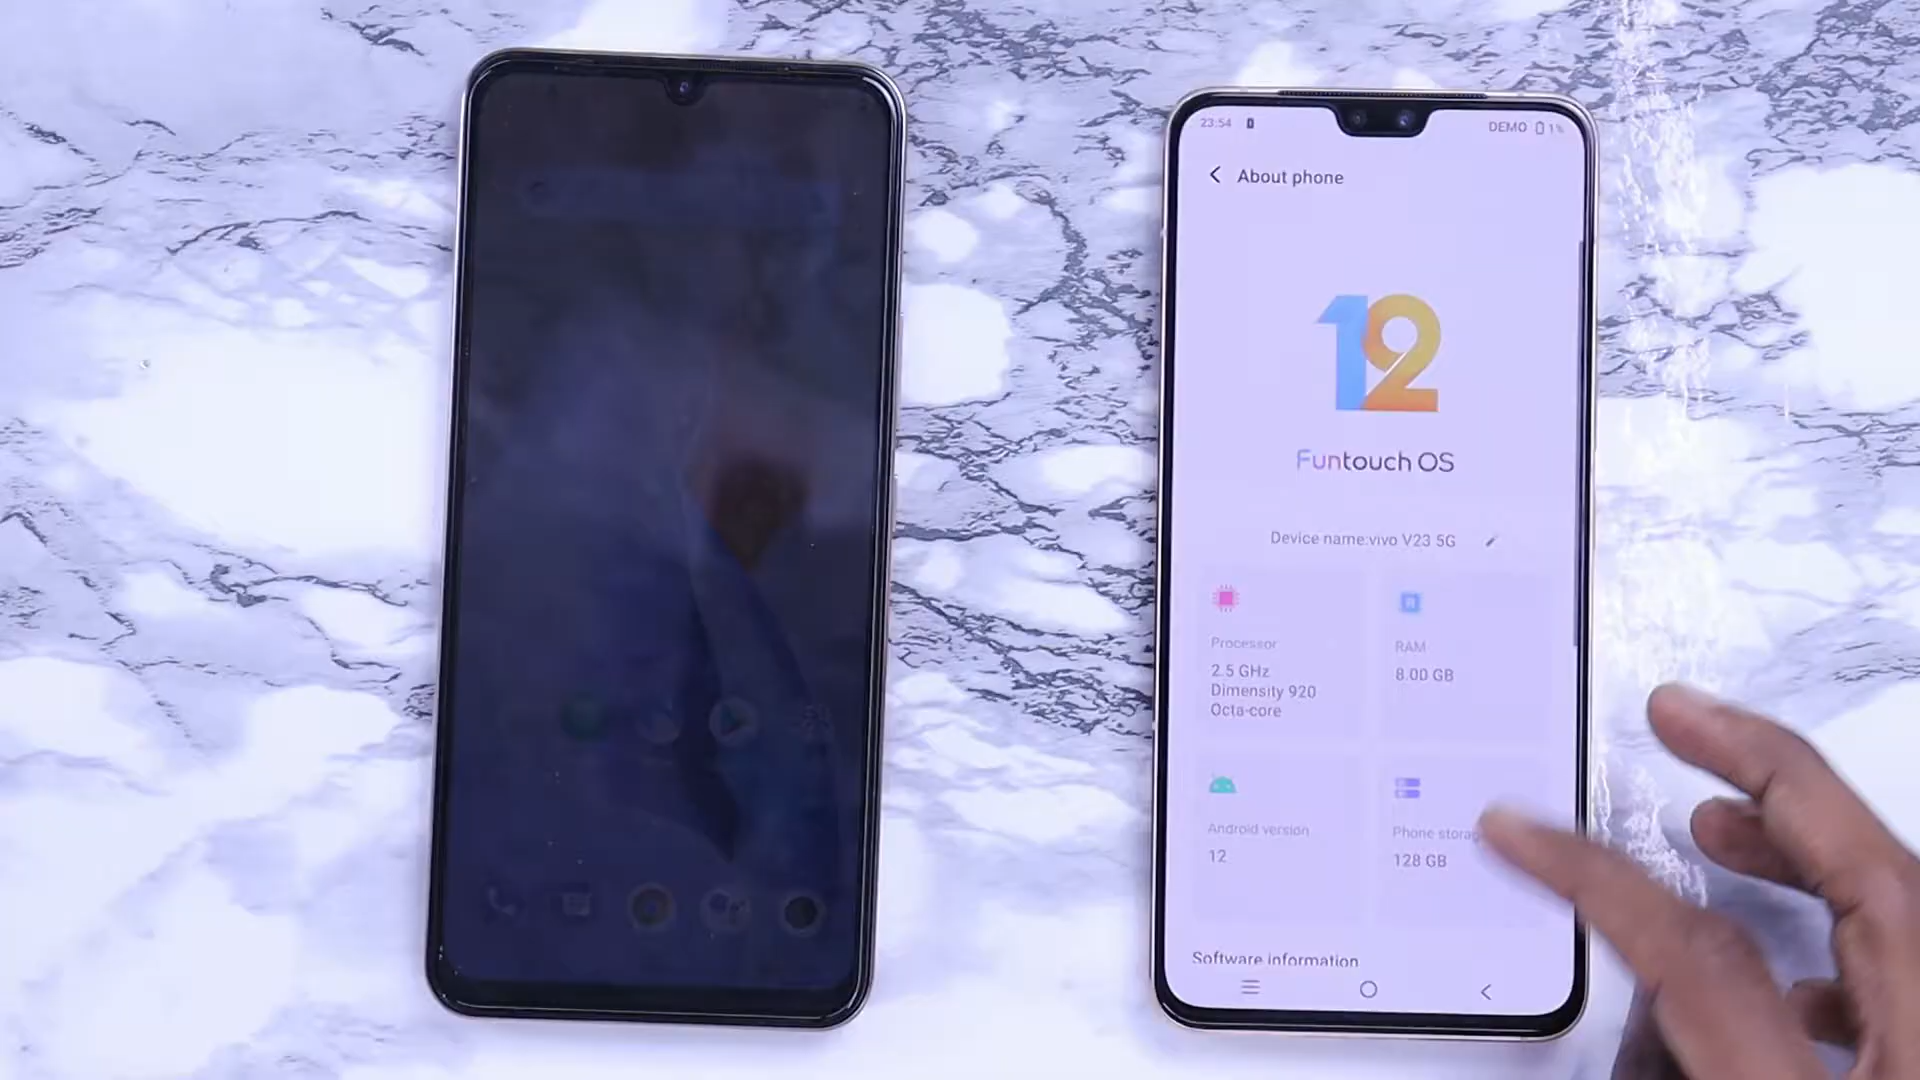 23:54
DEMO 1%
About phone
12
Funtouch OS
Device name:vivo V23 5G
Processor
2.5 GHz
Dimensity 920
Octa-core
RAM
8.00 GB
Android version
12
Phone storag
128 GB
Software information